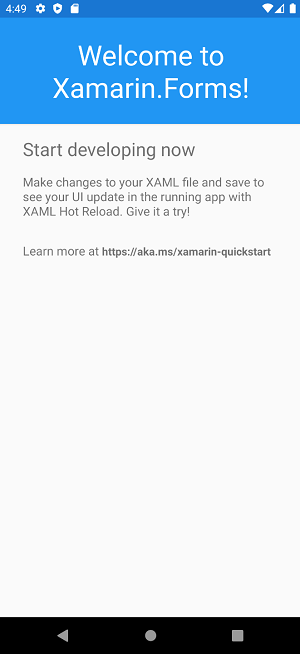 4:49
Welcome to
Xamarin.Forms!
Start developing now
Make changes to your XAML file and save to
see your UI update in the running app with
XAML Hot Reload. Give it a try!
Learn more at https://aka.ms/xamarin-quickstart